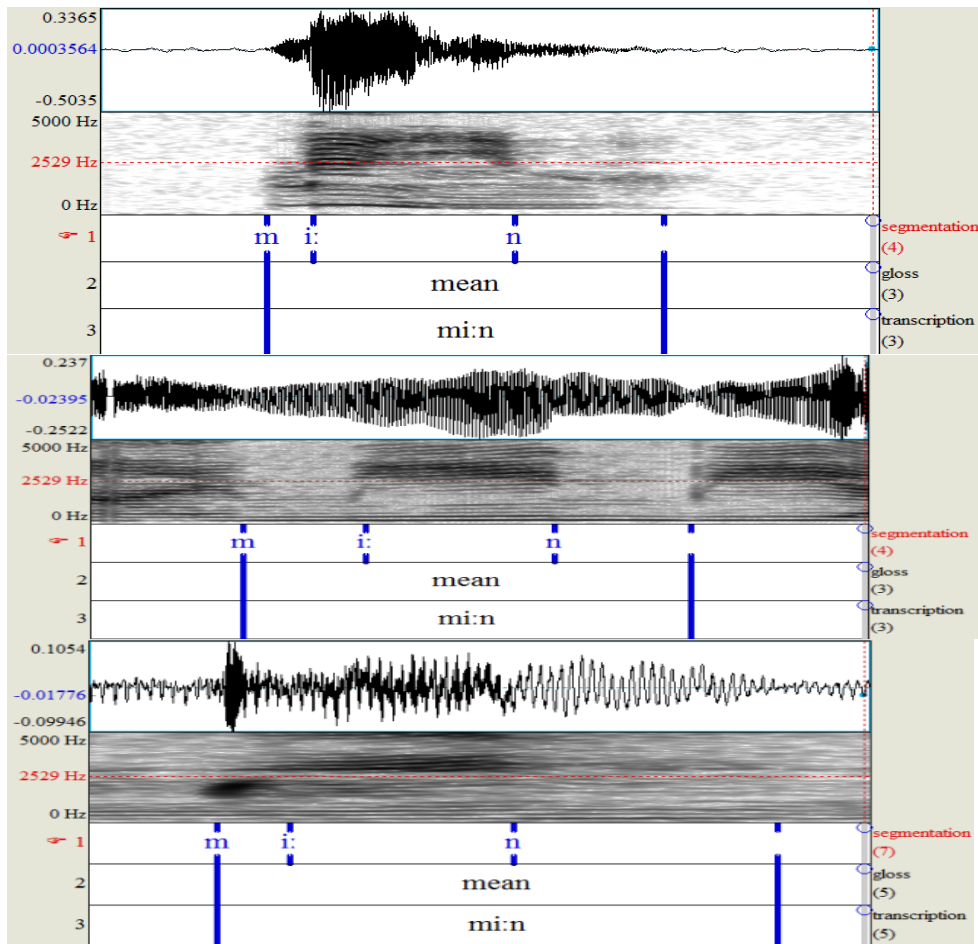 0.3365
0.0003564
-0.5035
5000 Hz
2529 Hz
0 Hz
☞ 1 m i: n segmentation (4)
2 mean gloss (3)
3 mi:n transcription (3)
0.237
-0.02395
-0.2522
5000 Hz
2529 Hz
0 Hz
☞ 1 m i: n segmentation (4)
2 mean gloss (3)
3 mi:n transcription (3)
0.1054
-0.01776
-0.09946
5000 Hz
2529 Hz
0 Hz
☞ 1 m i: n segmentation (7)
2 mean gloss (5)
3 mi:n transcription (5)